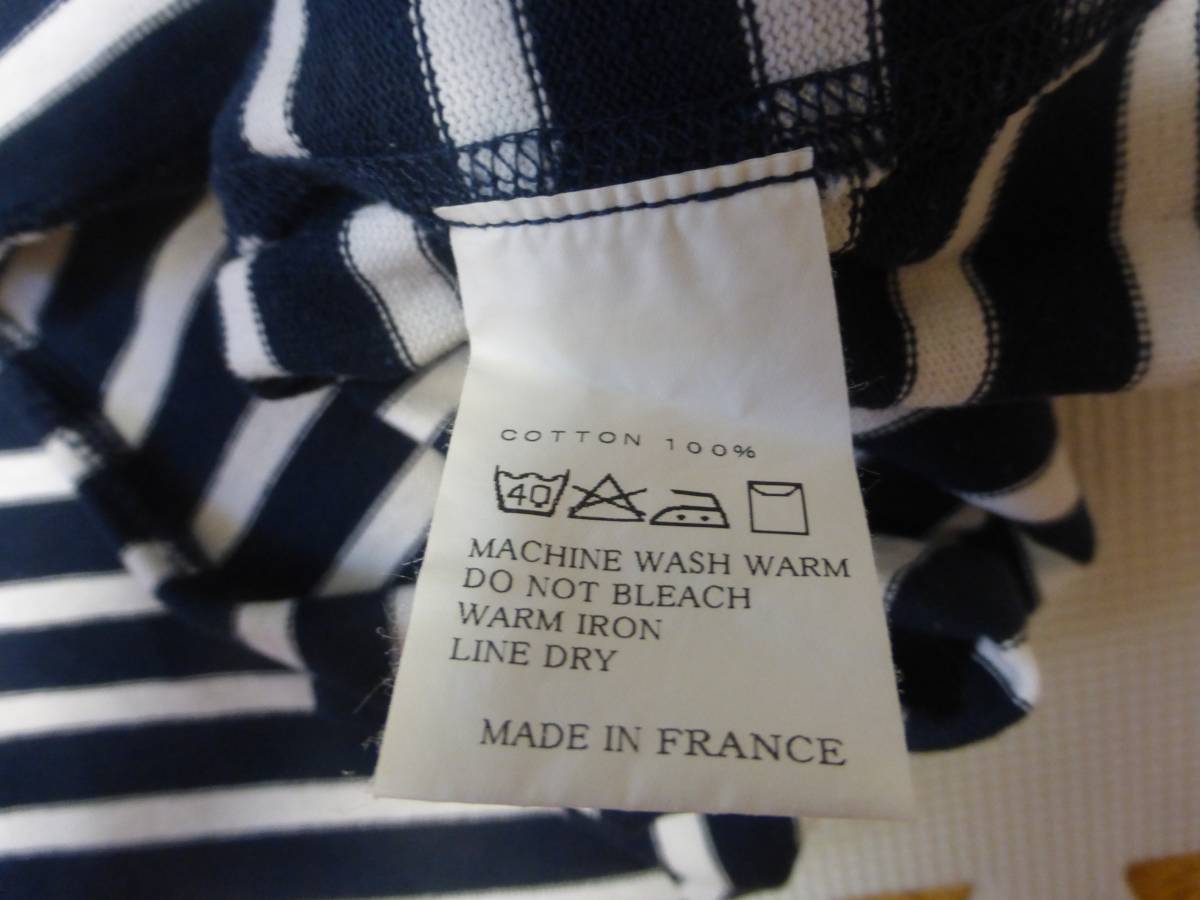 COTTON 100%
40
MACHINE WASH WARM
DO NOT BLEACH
WARM IRON
LINE DRY
MADE IN FRANCE